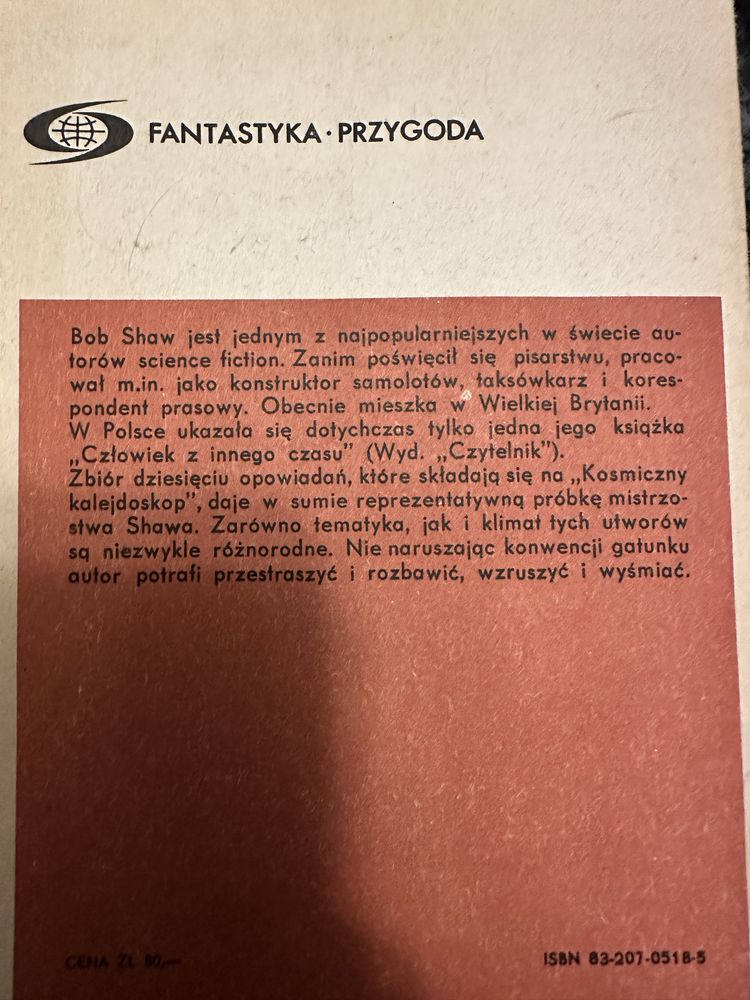 FANTASTYKA · PRZYGODA
Bob Shaw jest jednym z najpopularniejszych w świecie au-
torów science fiction. Zanim poświęcił się pisarstwu, praco-
wał m.in. jako konstruktor samolotów, taksówkarz i kores-
pondent prasowy. Obecnie mieszka w Wielkiej Brytanii.
W Polsce ukazała się dotychczas tylko jedna jego książka
„Człowiek z innego czasu” (Wyd. „Czytelnik”).
Zbiór dziesięciu opowiadań, które składają się na „Kosmiczny
kalejdoskop”, daje w sumie reprezentatywną próbkę mistrzo-
stwa Shawa. Zarówno tematyka, jak i klimat tych utworów
są niezwykle różnorodne. Nie naruszając konwencji gatunku
autor potrafi przestraszyć i rozbawić, wzruszyć i wyśmiać.
CENA ZŁ 80,—
ISBN 83-207-0518-5